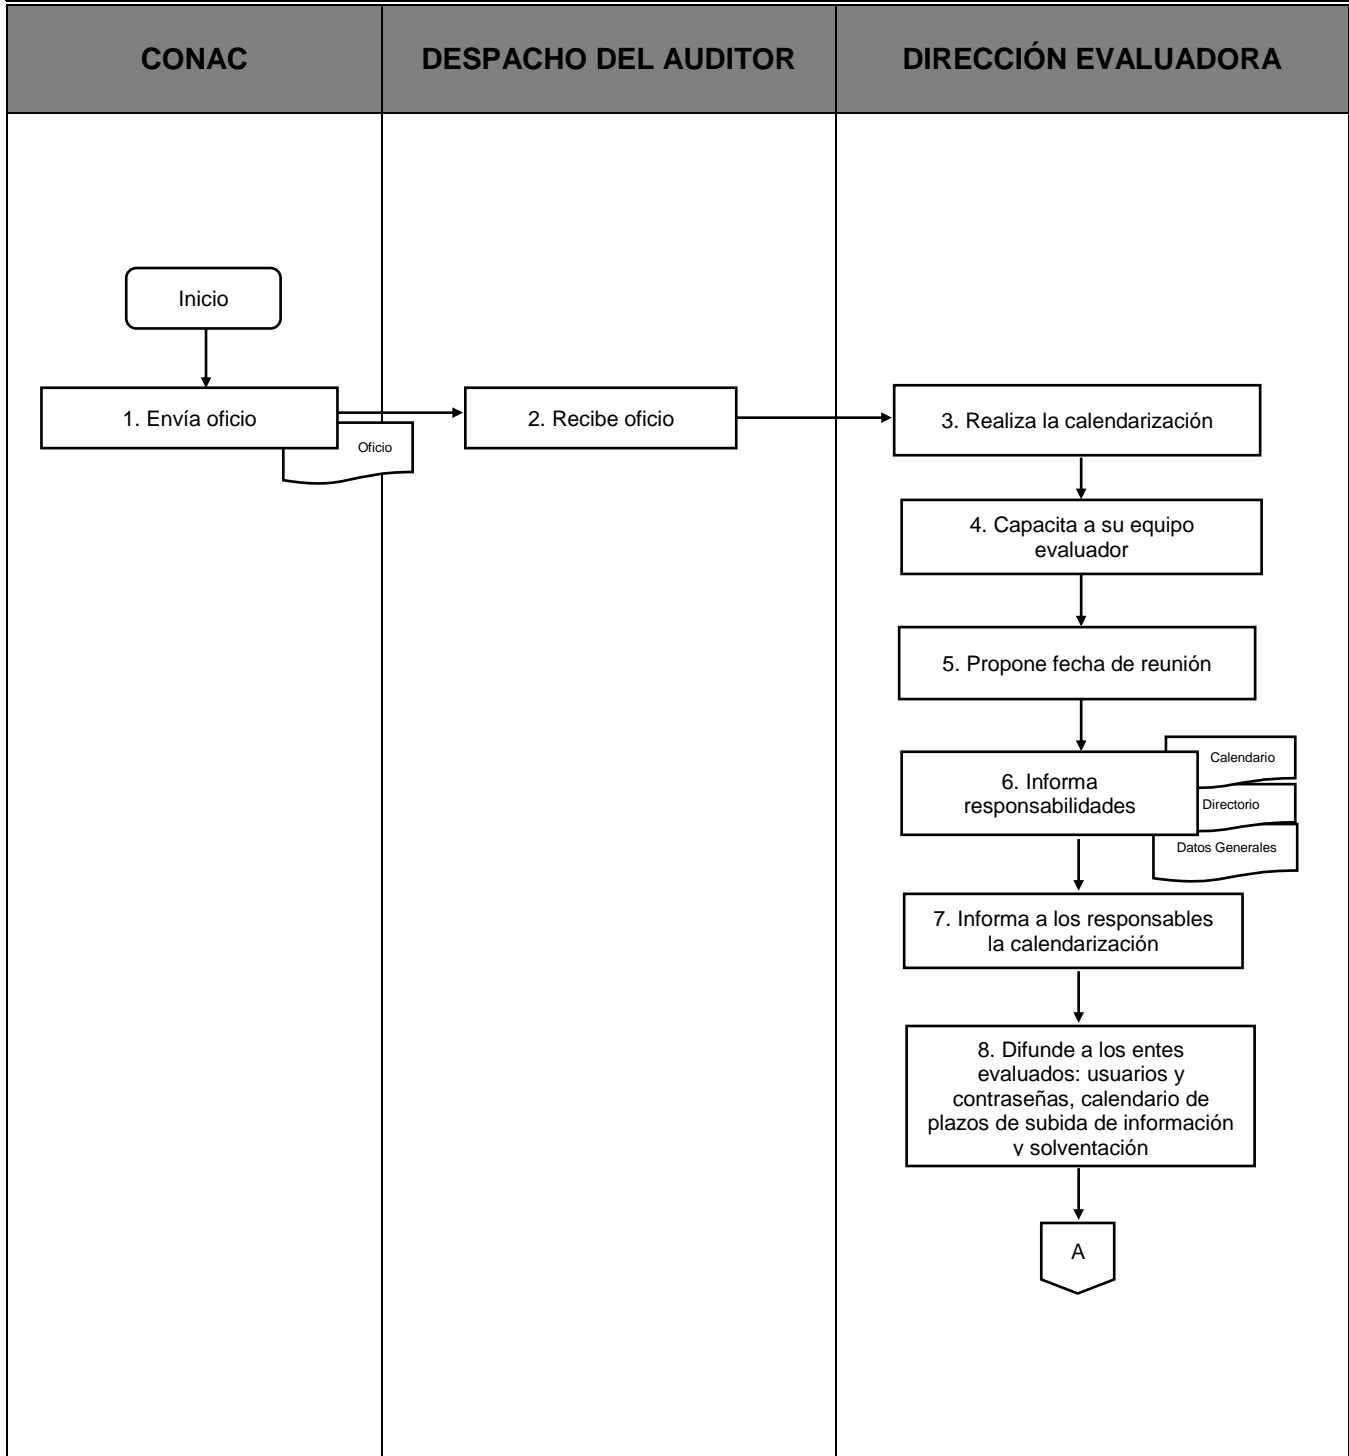 CONAC
DESPACHO DEL AUDITOR
DIRECCIÓN EVALUADORA
Inicio
1. Envía oficio
Oficio
2. Recibe oficio
3. Realiza la calendarización
4. Capacita a su equipo
evaluador
5. Propone fecha de reunión
6. Informa
responsabilidades
Calendario
Directorio
Datos Generales
7. Informa a los responsables
la calendarización
8. Difunde a los entes
evaluados: usuarios y
contraseñas, calendario de
plazos de subida de información
y solventación
A